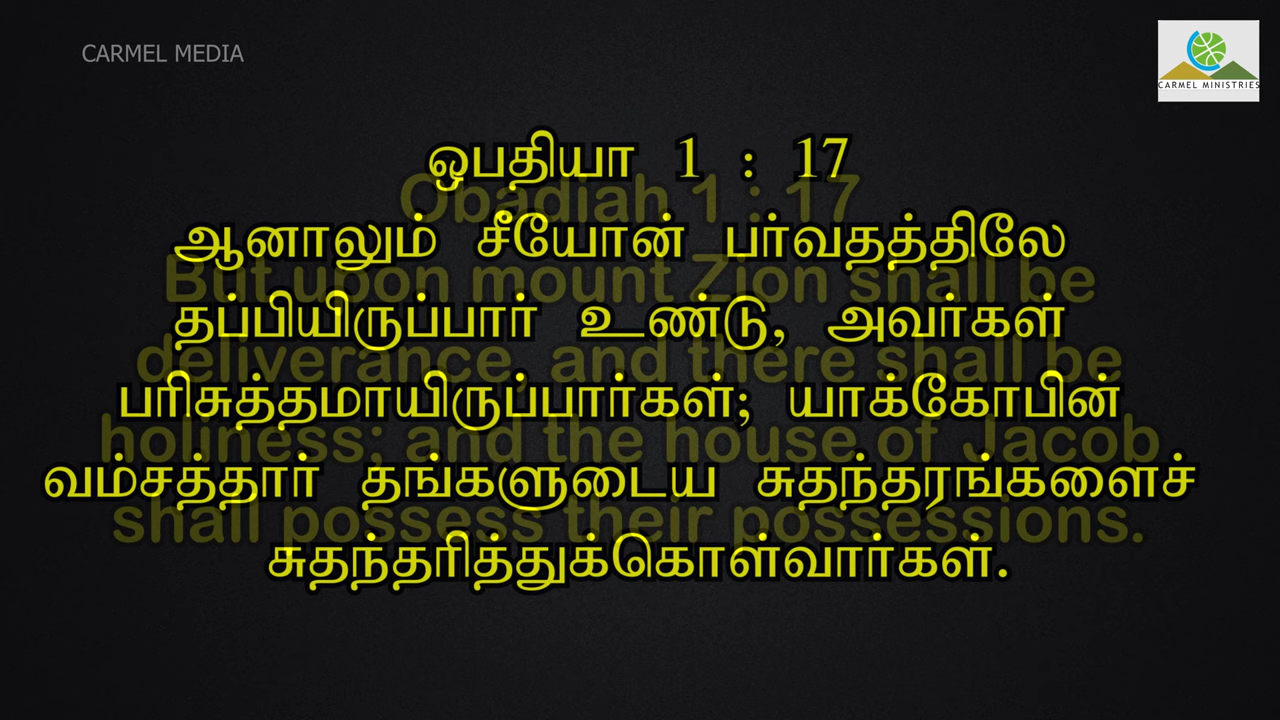 CARMEL MEDIA
CARMEL MINISTRIES
ஒபதியா 1 : 17
ஆனாலும் சீயோன் பர்வதத்திலே
தப்பியிருப்பார் உண்டு, அவர்கள்
பரிசுத்தமாயிருப்பார்கள்; யாக்கோபின்
வம்சத்தார் தங்களுடைய சுதந்தரங்களைச்
சுதந்தரித்துக்கொள்வார்கள்.
Obadiah 1 : 17
But upon mount Zion shall be
deliverance, and there shall be
holiness; and the house of Jacob
shall possess their possessions.